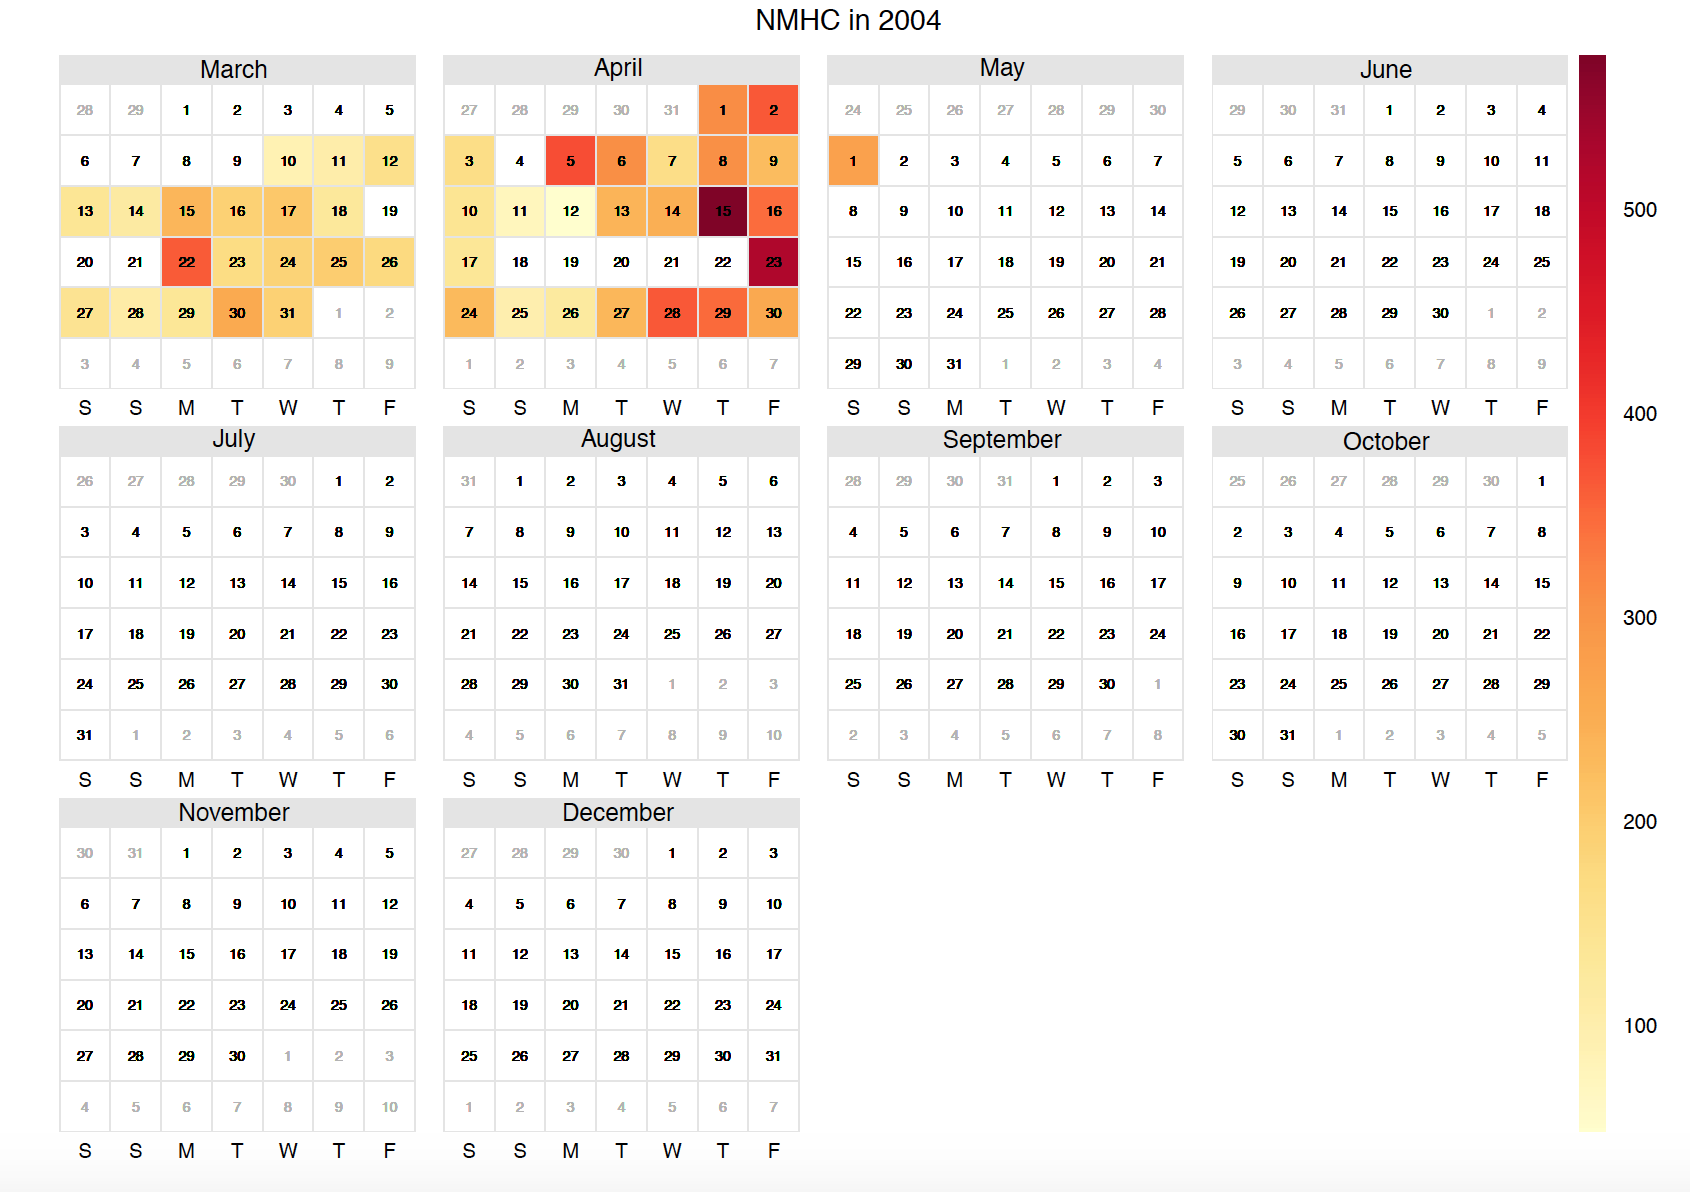 NMHC in 2004
March
28 29 1 2 3 4 5
6 7 8 9 10 11 12
13 14 15 16 17 18 19
20 21 22 23 24 25 26
27 28 29 30 31 1 2
3 4 5 6 7 8 9
S S M T W T F
April
27 28 29 30 31 1 2
3 4 5 6 7 8 9
10 11 12 13 14 15 16
17 18 19 20 21 22 23
24 25 26 27 28 29 30
1 2 3 4 5 6 7
S S M T W T F
May
24 25 26 27 28 29 30
1 2 3 4 5 6 7
8 9 10 11 12 13 14
15 16 17 18 19 20 21
22 23 24 25 26 27 28
29 30 31 1 2 3 4
S S M T W T F
June
29 30 31 1 2 3 4
5 6 7 8 9 10 11
12 13 14 15 16 17 18
19 20 21 22 23 24 25
26 27 28 29 30 1 2
3 4 5 6 7 8 9
S S M T W T F
July
26 27 28 29 30 1 2
3 4 5 6 7 8 9
10 11 12 13 14 15 16
17 18 19 20 21 22 23
24 25 26 27 28 29 30
31 1 2 3 4 5 6
S S M T W T F
August
31 1 2 3 4 5 6
7 8 9 10 11 12 13
14 15 16 17 18 19 20
21 22 23 24 25 26 27
28 29 30 31 1 2 3
4 5 6 7 8 9 10
S S M T W T F
September
28 29 30 31 1 2 3
4 5 6 7 8 9 10
11 12 13 14 15 16 17
18 19 20 21 22 23 24
25 26 27 28 29 30 1
2 3 4 5 6 7 8
S S M T W T F
October
25 26 27 28 29 30 1
2 3 4 5 6 7 8
9 10 11 12 13 14 15
16 17 18 19 20 21 22
23 24 25 26 27 28 29
30 31 1 2 3 4 5
S S M T W T F
November
30 31 1 2 3 4 5
6 7 8 9 10 11 12
13 14 15 16 17 18 19
20 21 22 23 24 25 26
27 28 29 30 1 2 3
4 5 6 7 8 9 10
S S M T W T F
December
27 28 29 30 1 2 3
4 5 6 7 8 9 10
11 12 13 14 15 16 17
18 19 20 21 22 23 24
25 26 27 28 29 30 31
1 2 3 4 5 6 7
S S M T W T F
500
400
300
200
100